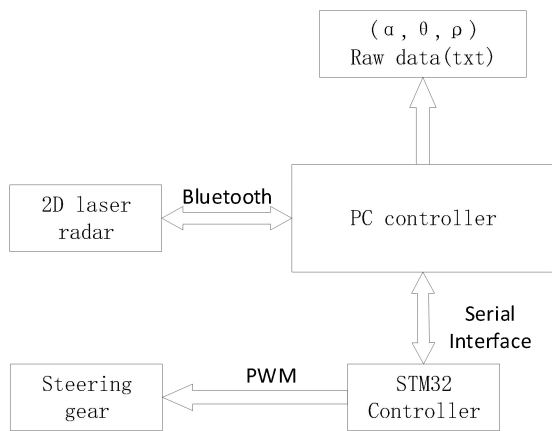 (α, θ, ρ)
Raw data(txt)
Bluetooth
2D laser
radar
PC controller
Serial
Interface
PWM
Steering
gear
STM32
Controller